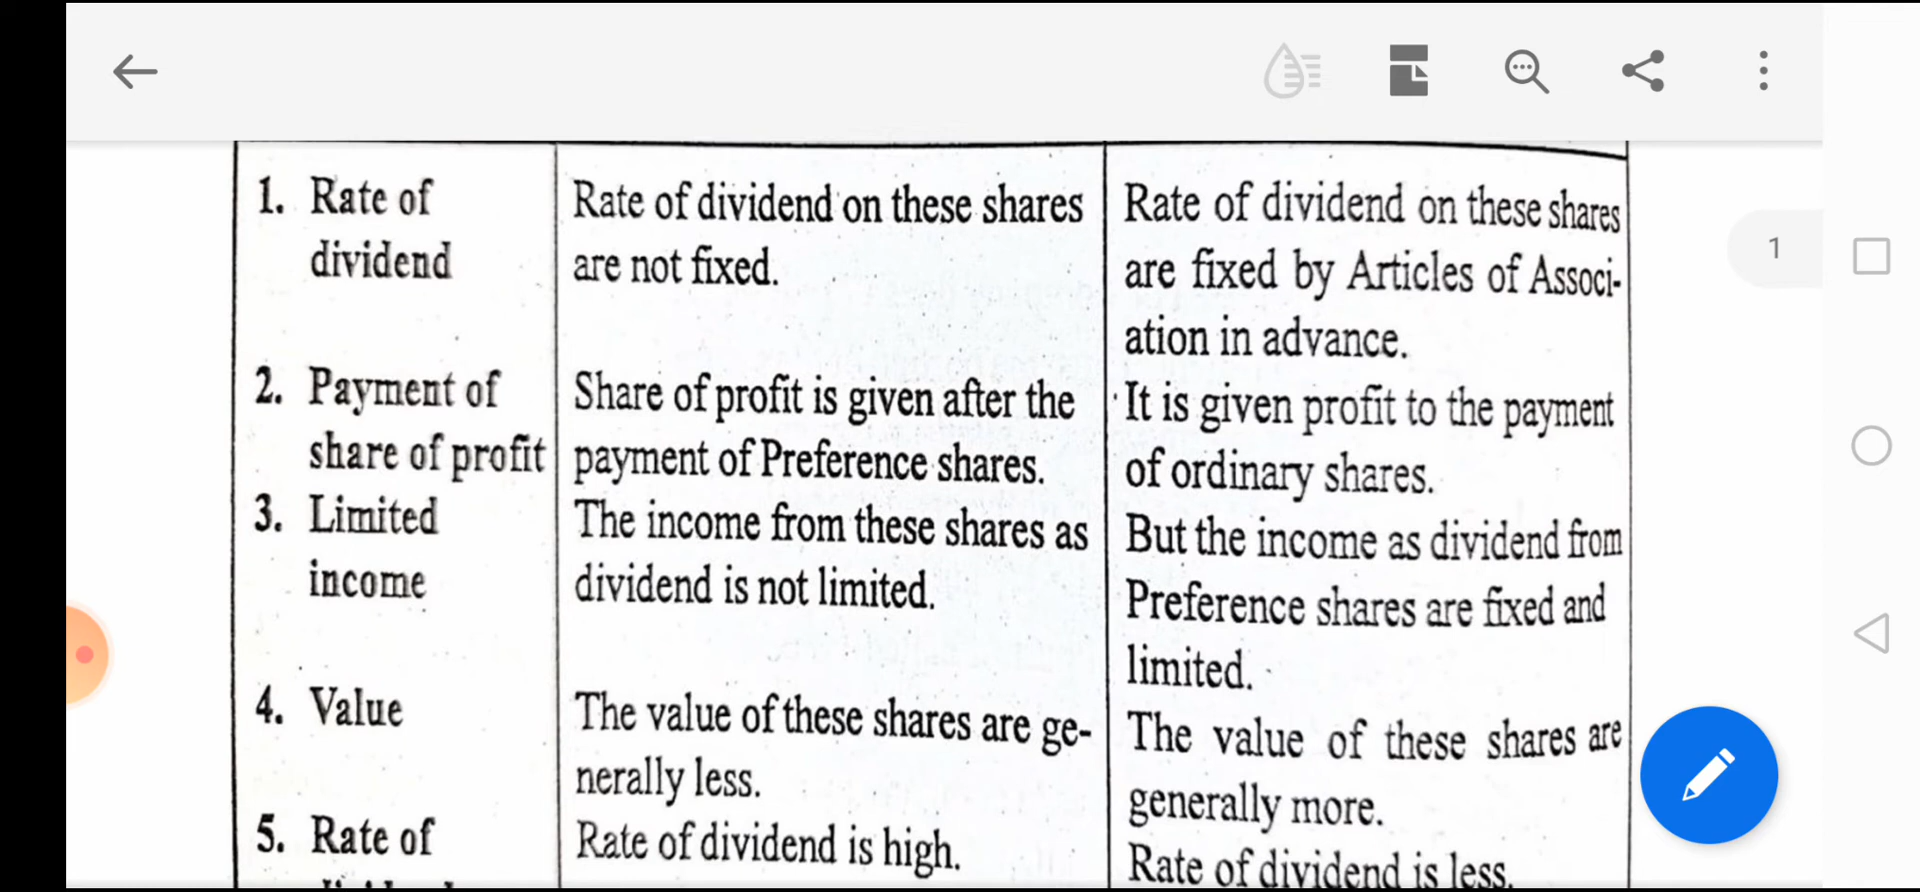 1
1. Rate of
dividend
Rate of dividend on these shares
are not fixed.
Rate of dividend on these shares
are fixed by Articles of Associ-
ation in advance.
2. Payment of
share of profit
Share of profit is given after the
payment of Preference shares.
It is given profit to the payment
of ordinary shares.
3. Limited
income
The income from these shares as
dividend is not limited.
But the income as dividend from
Preference shares are fixed and
limited.
4. Value
The value of these shares are ge-
nerally less.
The value of these shares are
generally more.
5. Rate of
Rate of dividend is high.
Rate of dividend is less.